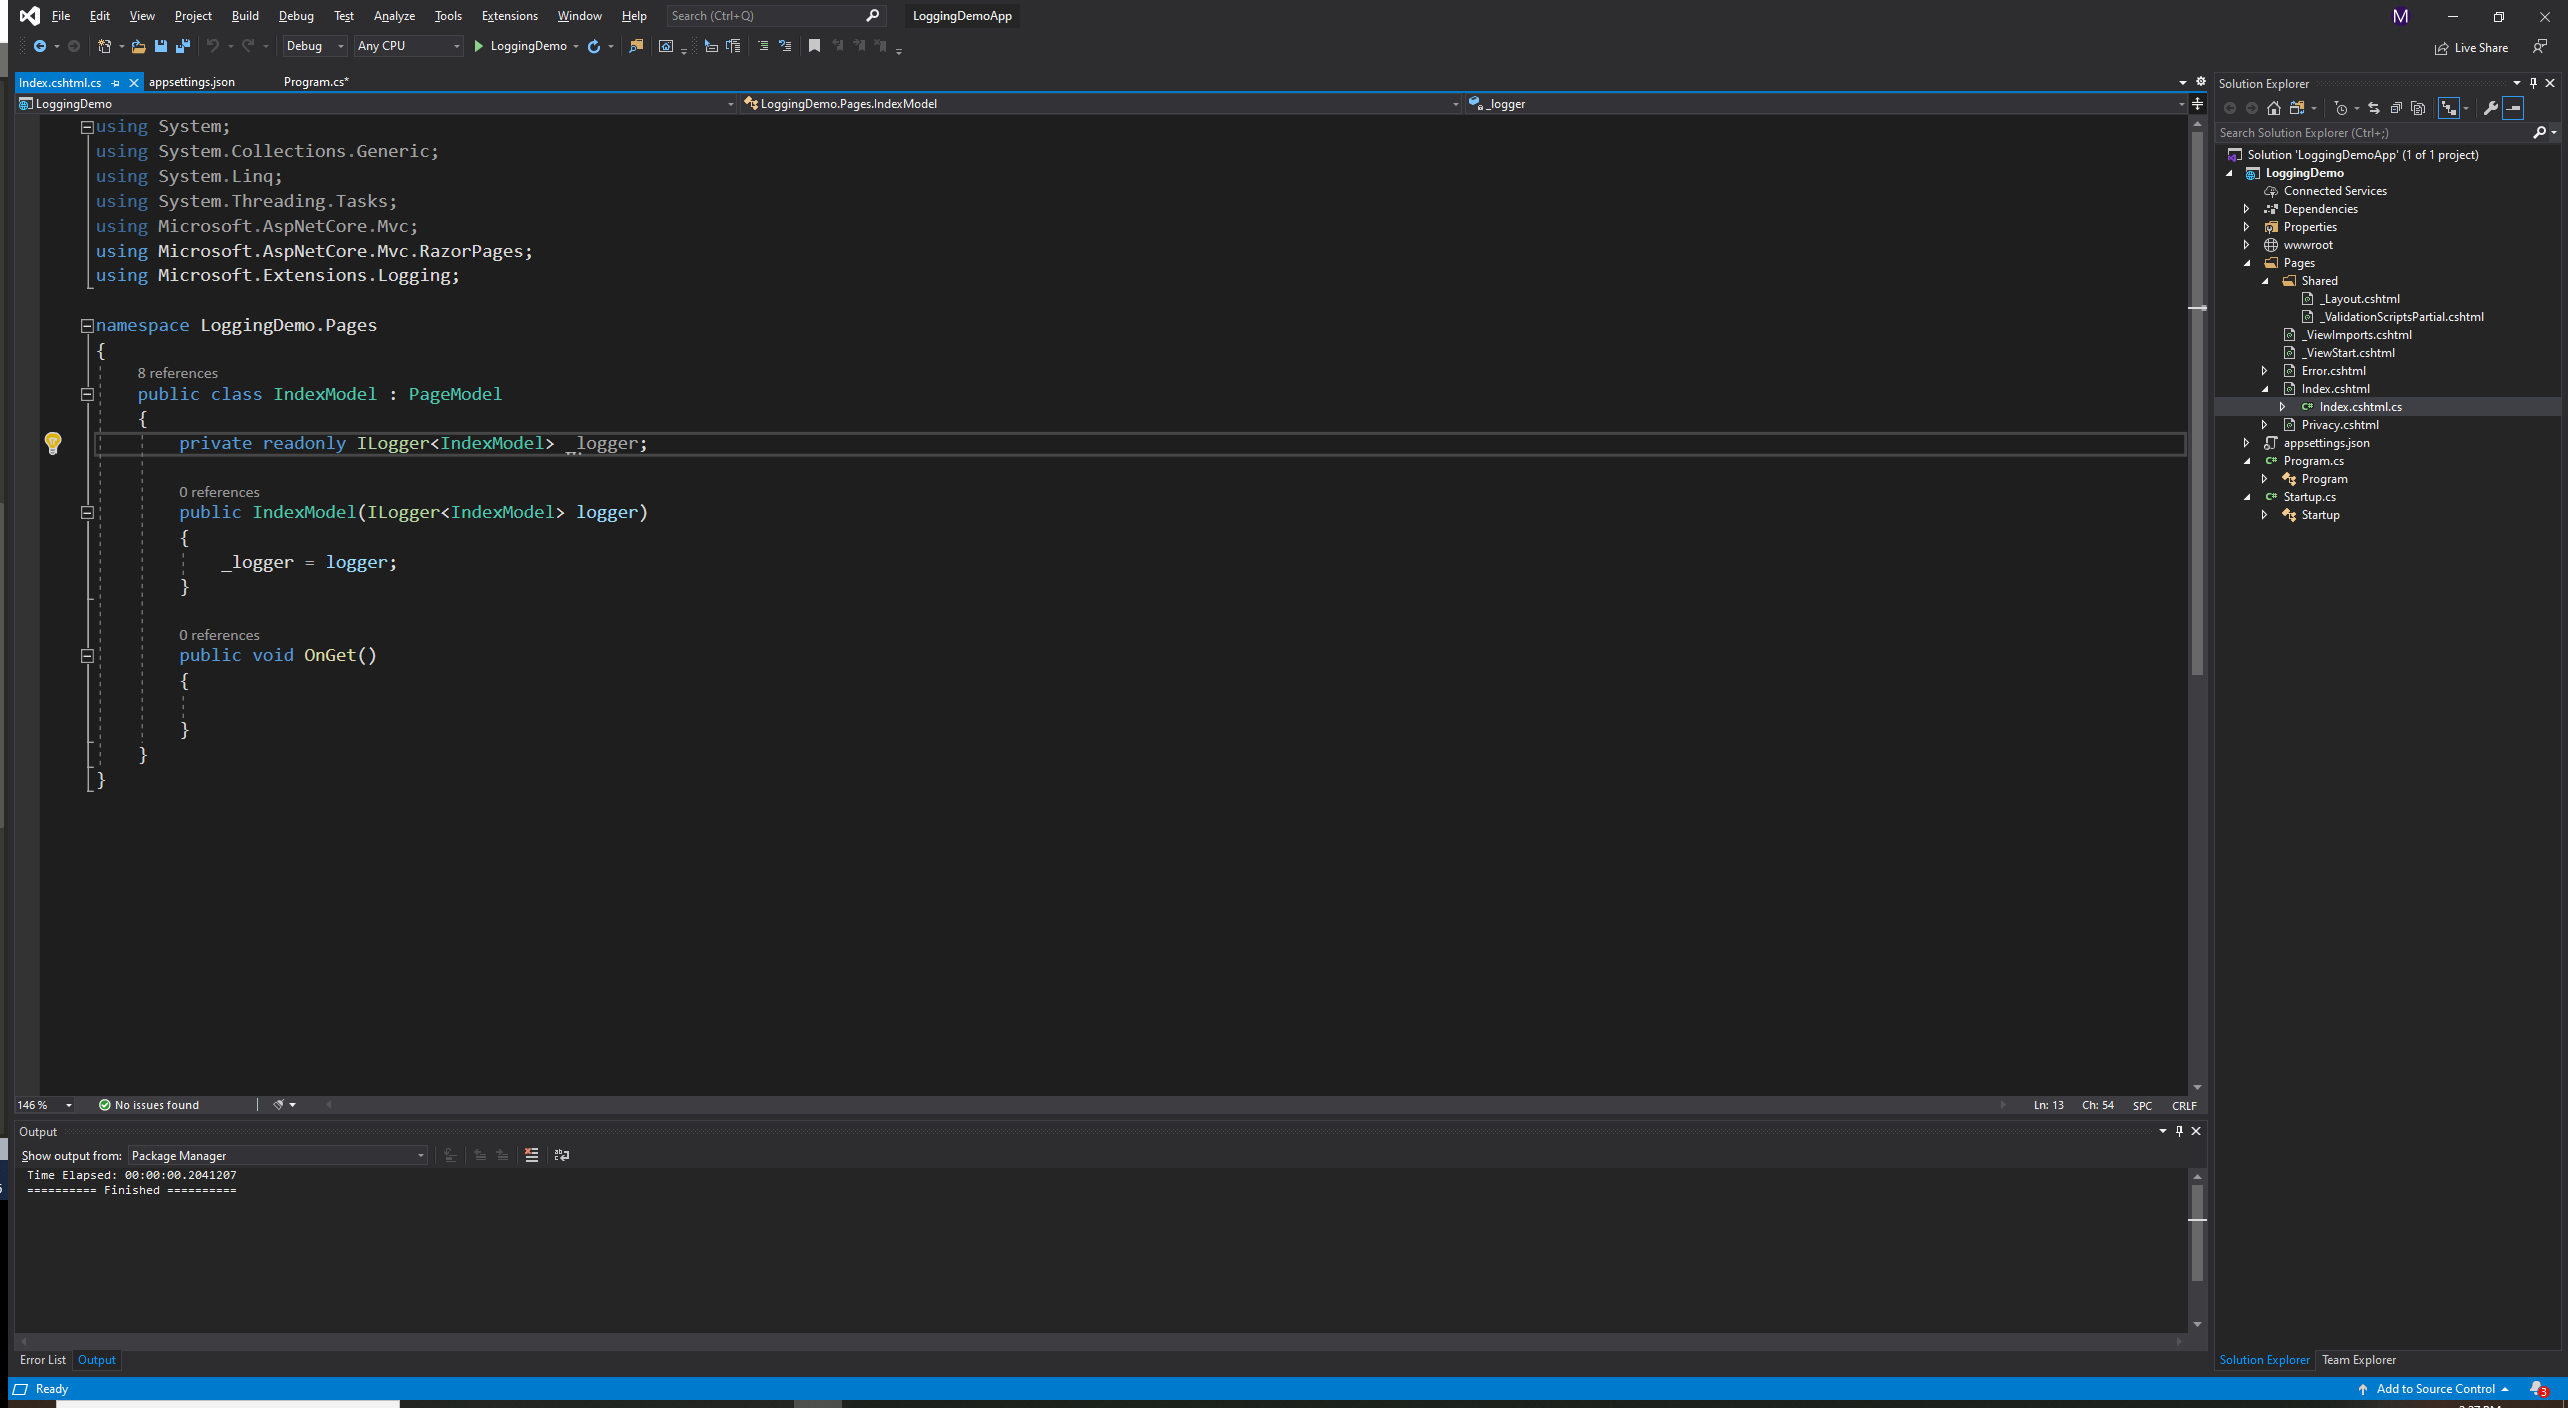 File Edit View Project Build Debug Test Analyze Tools Extensions Window Help Search (Ctrl+Q) LoggingDemoApp M
Debug Any CPU LoggingDemo Live Share
Index.cshtml.cs appsettings.json Program.cs*
LoggingDemo LoggingDemo.Pages.IndexModel _logger
using System;
using System.Collections.Generic;
using System.Linq;
using System.Threading.Tasks;
using Microsoft.AspNetCore.Mvc;
using Microsoft.AspNetCore.Mvc.RazorPages;
using Microsoft.Extensions.Logging;
namespace LoggingDemo.Pages
{
8 references
public class IndexModel : PageModel
{
private readonly ILogger<IndexModel> _logger;
0 references
public IndexModel(ILogger<IndexModel> logger)
{
_logger = logger;
}
0 references
public void OnGet()
{
}
}
}
146 % No issues found Ln: 13 Ch: 54 SPC CRLF
Output
Show output from: Package Manager
Time Elapsed: 00:00:00.2041207
========== Finished ==========
Error List Output
Solution Explorer
Search Solution Explorer (Ctrl+;)
Solution 'LoggingDemoApp' (1 of 1 project)
LoggingDemo
Connected Services
Dependencies
Properties
wwwroot
Pages
Shared
_Layout.cshtml
_ValidationScriptsPartial.cshtml
_ViewImports.cshtml
_ViewStart.cshtml
Error.cshtml
Index.cshtml
C# Index.cshtml.cs
Privacy.cshtml
appsettings.json
C# Program.cs
Program
C# Startup.cs
Startup
Solution Explorer Team Explorer
Ready Add to Source Control 3